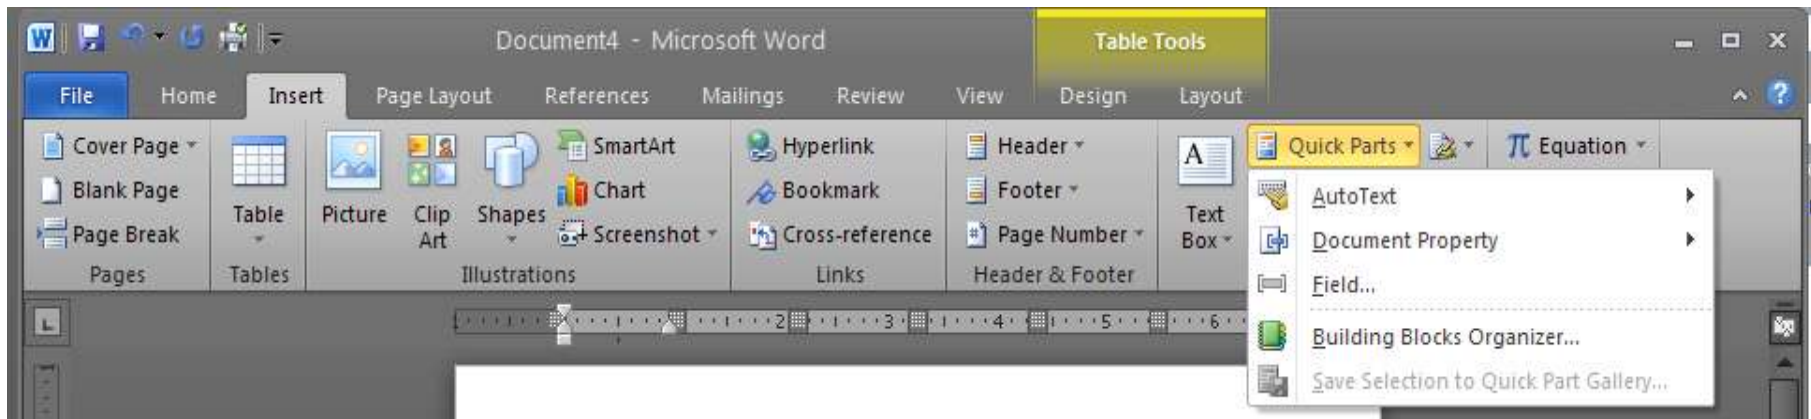 W Document4 - Microsoft Word Table Tools
File Home Insert Page Layout References Mailings Review View Design Layout
Cover Page
Blank Page
Page Break
Pages
Table
Tables
Picture
Clip
Art
Shapes
SmartArt
Chart
Screenshot
Illustrations
Hyperlink
Bookmark
Cross-reference
Links
Header
Footer
Page Number
Header & Footer
A
Text
Box
Quick Parts
π Equation
AutoText
Document Property
Field...
Building Blocks Organizer...
Save Selection to Quick Part Gallery...
L
1 1 2 3 4 5 6